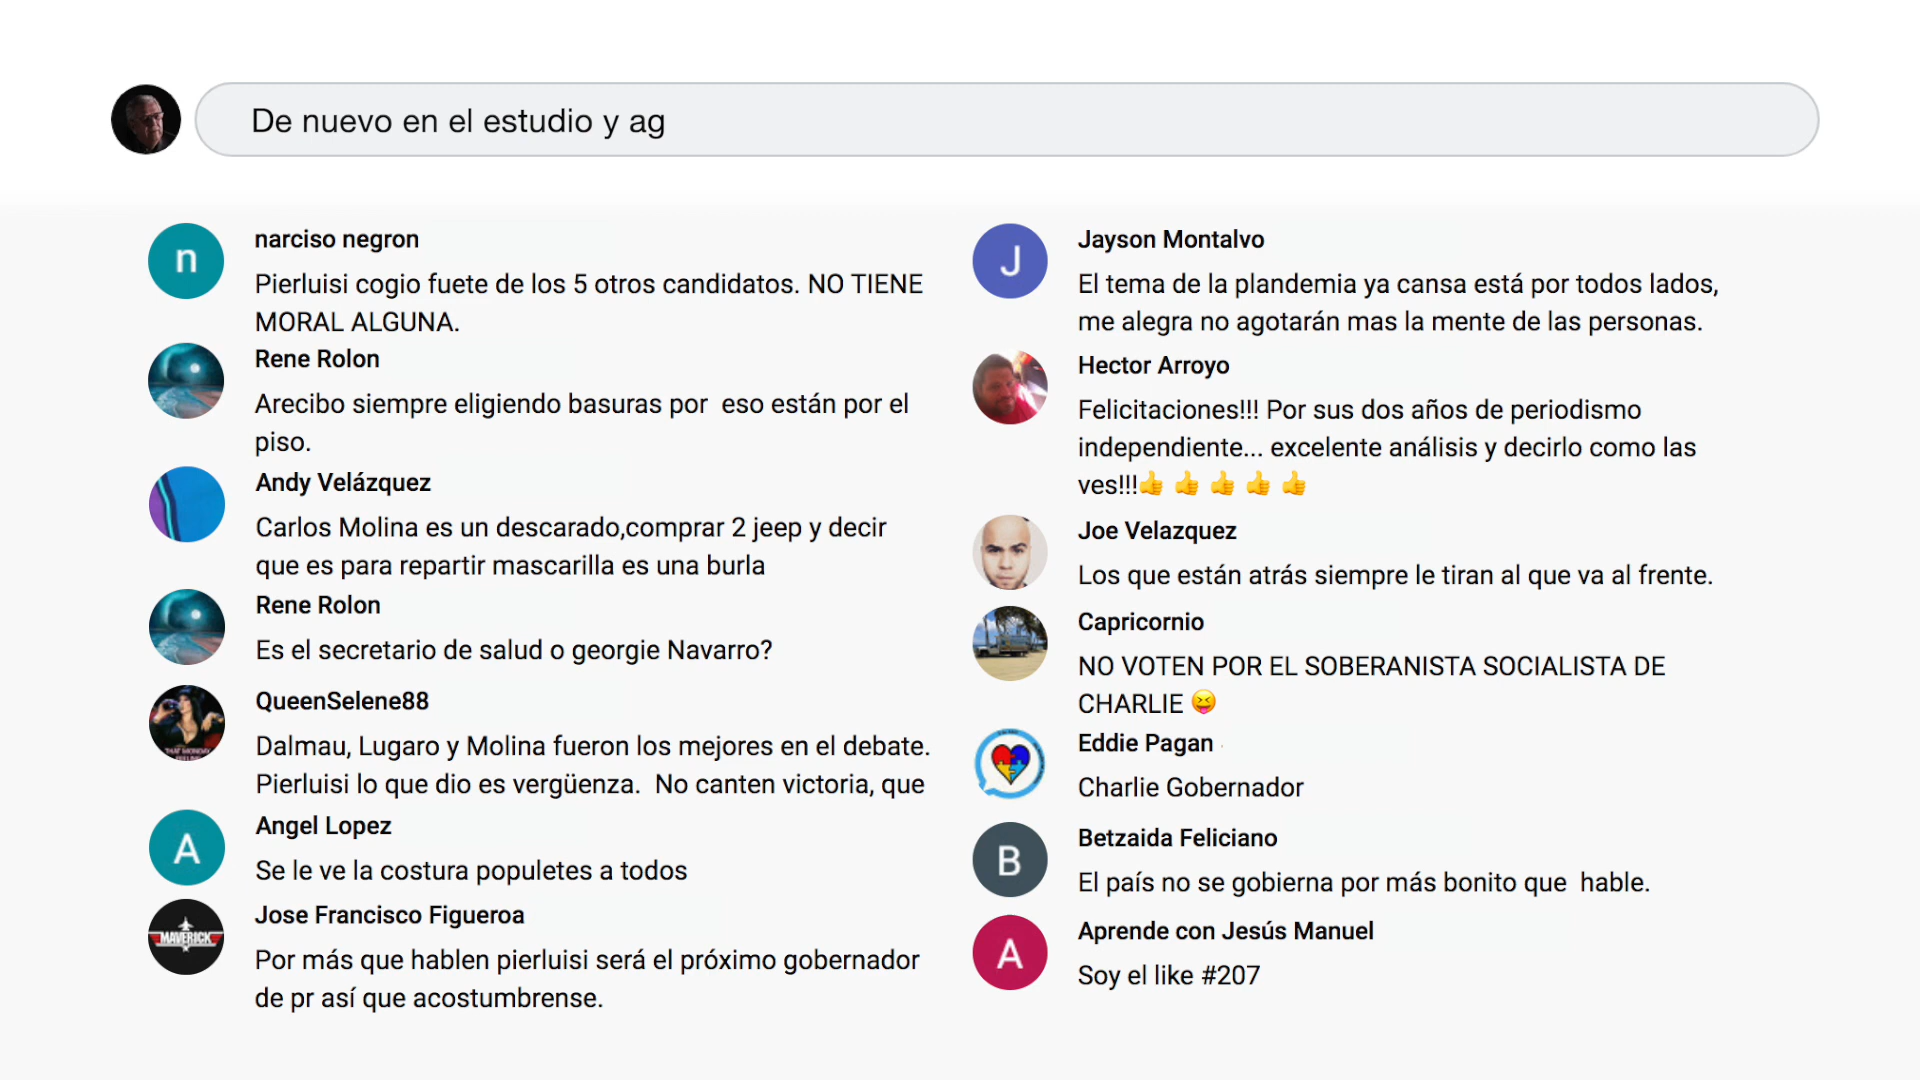 De nuevo en el estudio y ag
n
narciso negron
Pierluisi cogio fuete de los 5 otros candidatos. NO TIENE
MORAL ALGUNA.
Rene Rolon
Arecibo siempre eligiendo basuras por  eso están por el
piso.
Andy Velázquez
Carlos Molina es un descarado,comprar 2 jeep y decir
que es para repartir mascarilla es una burla
Rene Rolon
Es el secretario de salud o georgie Navarro?
QueenSelene88
Dalmau, Lugaro y Molina fueron los mejores en el debate.
Pierluisi lo que dio es vergüenza.  No canten victoria, que
A
Angel Lopez
Se le ve la costura populetes a todos
MAVERICK
Jose Francisco Figueroa
Por más que hablen pierluisi será el próximo gobernador
de pr así que acostumbrense.
J
Jayson Montalvo
El tema de la plandemia ya cansa está por todos lados,
me alegra no agotarán mas la mente de las personas.
Hector Arroyo
Felicitaciones!!! Por sus dos años de periodismo
independiente... excelente análisis y decirlo como las
ves!!!👍 👍 👍 👍 👍
Joe Velazquez
Los que están atrás siempre le tiran al que va al frente.
Capricornio
NO VOTEN POR EL SOBERANISTA SOCIALISTA DE
CHARLIE 😝
Eddie Pagan
Charlie Gobernador
B
Betzaida Feliciano
El país no se gobierna por más bonito que  hable.
A
Aprende con Jesús Manuel
Soy el like #207